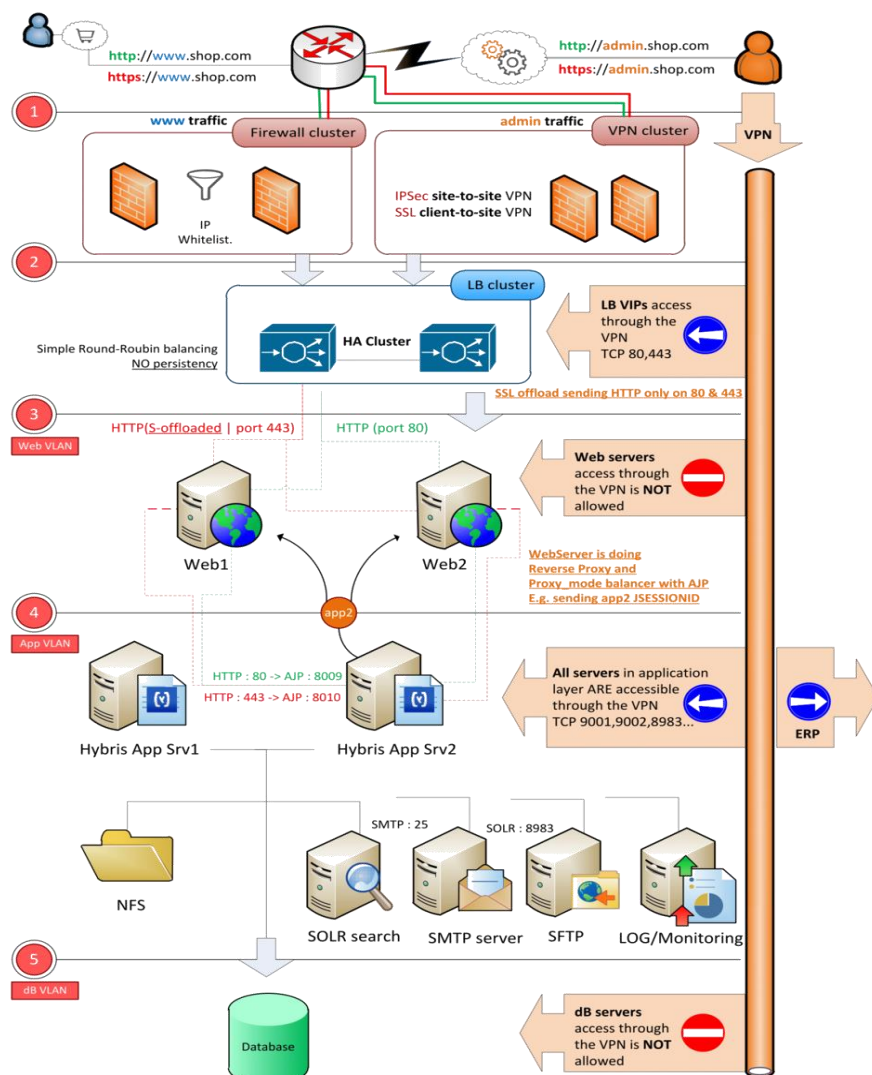 http://www.shop.com
https://www.shop.com
http://admin.shop.com
https://admin.shop.com
1
www traffic
Firewall cluster
admin traffic
VPN cluster
VPN
IP
Whitelist.
IPSec site-to-site VPN
SSL client-to-site VPN
2
LB cluster
HA Cluster
Simple Round-Roubin balancing
NO persistency
LB VIPs access
through the
VPN
TCP 80,443
SSL offload sending HTTP only on 80 & 443
3
Web VLAN
HTTP(S-offloaded | port 443)
HTTP (port 80)
Web servers
access through
the VPN is NOT
allowed
Web1
Web2
WebServer is doing
Reverse Proxy and
Proxy_mode balancer with AJP
E.g. sending app2 JSESSIONID
app2
4
App VLAN
HTTP : 80 -> AJP : 8009
HTTP : 443 -> AJP : 8010
All servers in application
layer ARE accessible
through the VPN
TCP 9001,9002,8983...
ERP
Hybris App Srv1
Hybris App Srv2
SMTP : 25
SOLR : 8983
NFS
SOLR search
SMTP server
SFTP
LOG/Monitoring
5
dB VLAN
Database
dB servers
access through
the VPN is NOT
allowed